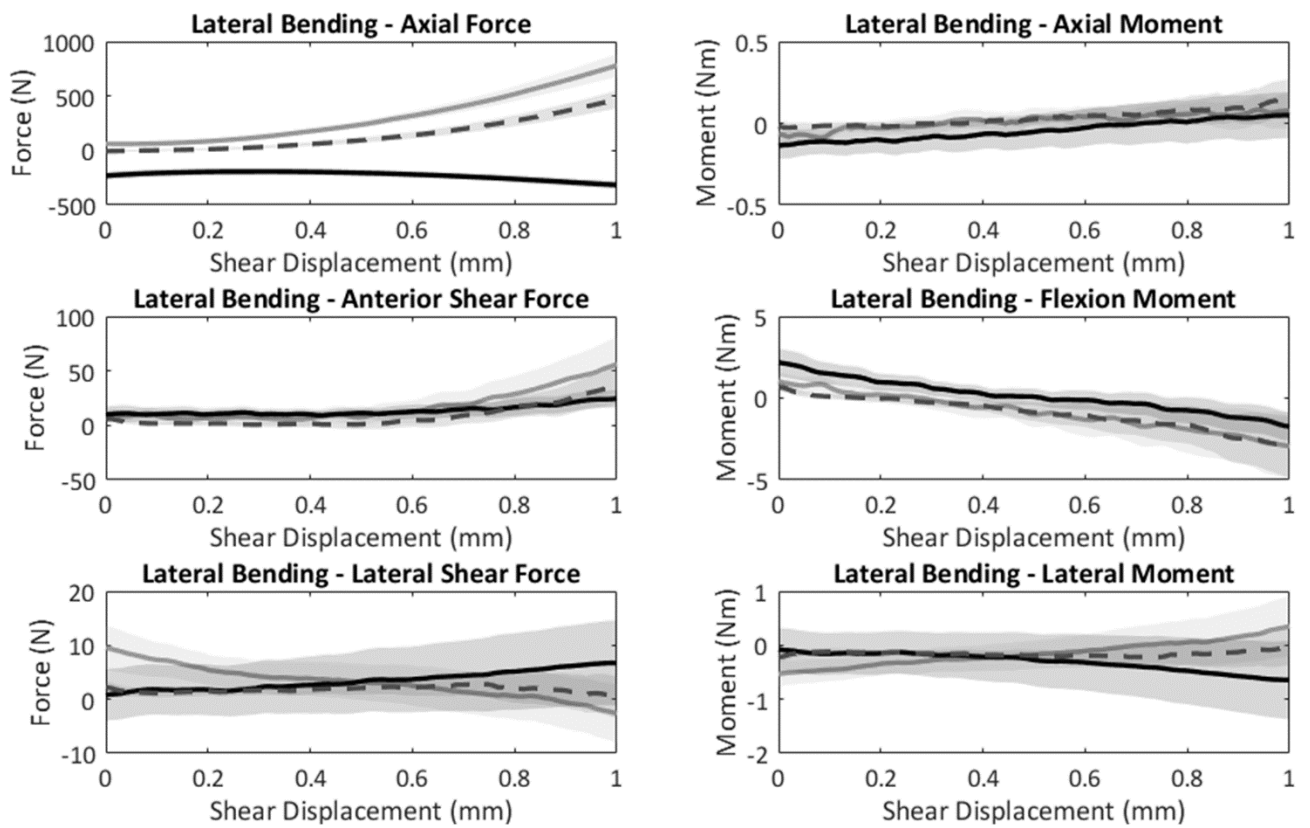 Lateral Bending - Axial Force
1000
500
0
-500
Force (N)
0 0.2 0.4 0.6 0.8 1
Shear Displacement (mm)
Lateral Bending - Axial Moment
0.5
0
-0.5
Moment (Nm)
0 0.2 0.4 0.6 0.8 1
Shear Displacement (mm)
Lateral Bending - Anterior Shear Force
100
50
0
-50
Force (N)
0 0.2 0.4 0.6 0.8 1
Shear Displacement (mm)
Lateral Bending - Flexion Moment
5
0
-5
Moment (Nm)
0 0.2 0.4 0.6 0.8 1
Shear Displacement (mm)
Lateral Bending - Lateral Shear Force
20
10
0
-10
Force (N)
0 0.2 0.4 0.6 0.8 1
Shear Displacement (mm)
Lateral Bending - Lateral Moment
1
0
-1
-2
Moment (Nm)
0 0.2 0.4 0.6 0.8 1
Shear Displacement (mm)